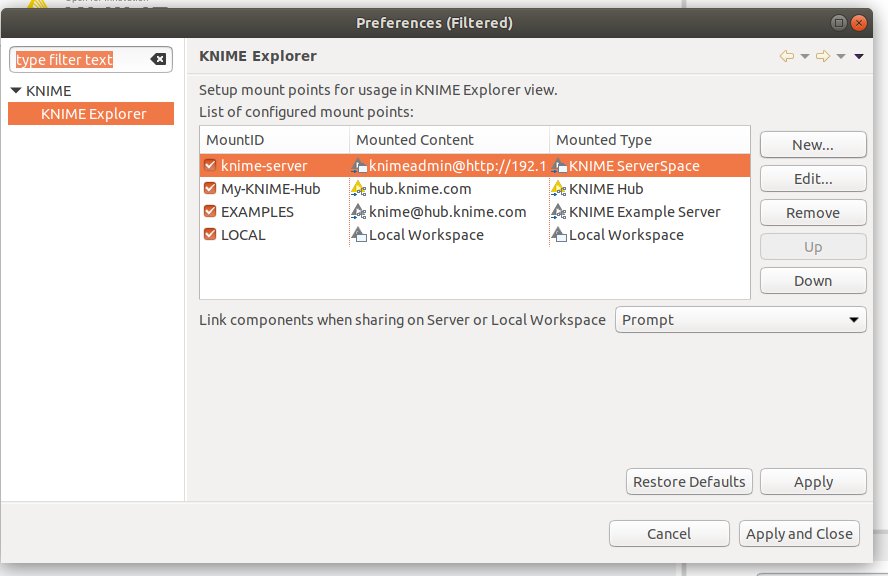 Preferences (Filtered)
type filter text
KNIME
KNIME Explorer
KNIME Explorer
Setup mount points for usage in KNIME Explorer view.
List of configured mount points:
MountID Mounted Content Mounted Type
knime-server knimeadmin@http://192.1 KNIME ServerSpace
My-KNIME-Hub hub.knime.com KNIME Hub
EXAMPLES knime@hub.knime.com KNIME Example Server
LOCAL Local Workspace Local Workspace
New...
Edit...
Remove
Up
Down
Link components when sharing on Server or Local Workspace Prompt
Restore Defaults Apply
Cancel Apply and Close